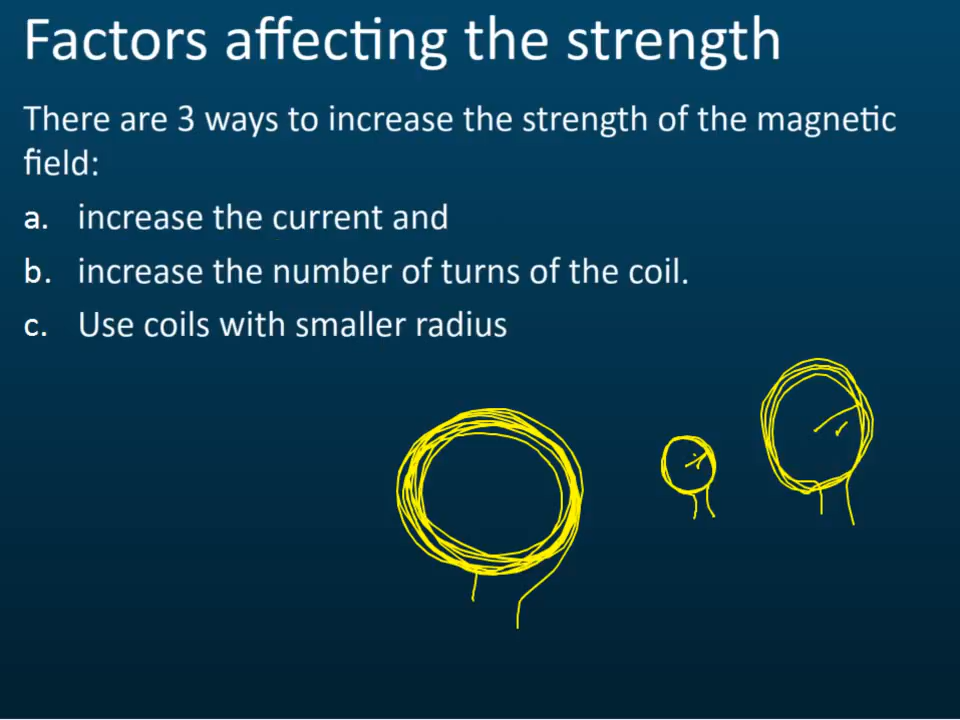 Factors affecting the strength
There are 3 ways to increase the strength of the magnetic
field:
a. increase the current and
b. increase the number of turns of the coil.
c. Use coils with smaller radius